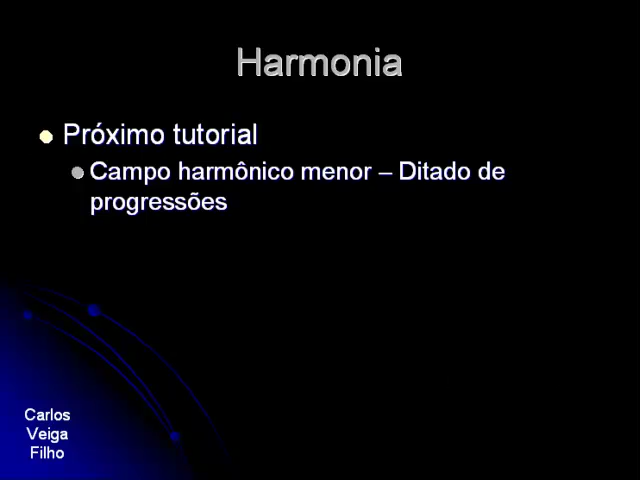 Harmonia
Próximo tutorial
Campo harmônico menor – Ditado de
progressões
Carlos
Veiga
Filho